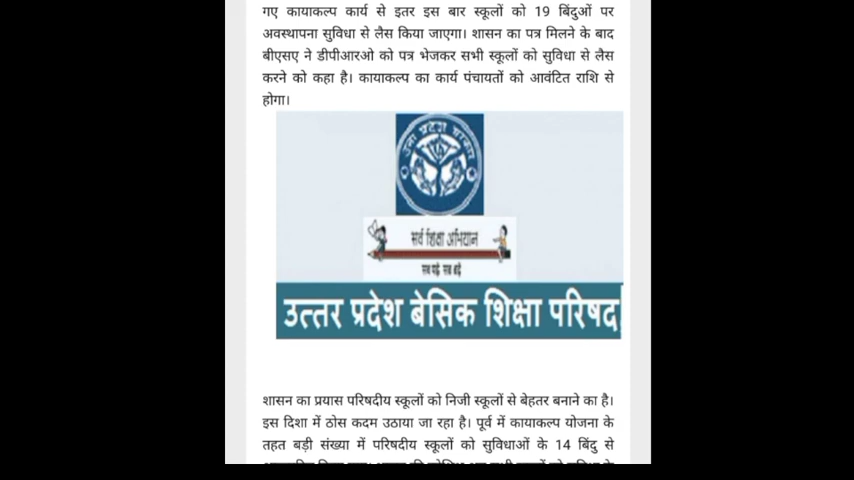 गए कायाकल्प कार्य से इतर इस बार स्कूलों को 19 बिंदुओं पर
अवस्थापना सुविधा से लैस किया जाएगा। शासन का पत्र मिलने के बाद
बीएसए ने डीपीआरओ को पत्र भेजकर सभी स्कूलों को सुविधा से लैस
करने को कहा है। कायाकल्प का कार्य पंचायतों को आवंटित राशि से
होगा।
सर्व शिक्षा अभियान
सब पढ़ें सब बढ़ें
उत्तर प्रदेश बेसिक शिक्षा परिषद
शासन का प्रयास परिषदीय स्कूलों को निजी स्कूलों से बेहतर बनाने का है।
इस दिशा में ठोस कदम उठाया जा रहा है। पूर्व में कायाकल्प योजना के
तहत बड़ी संख्या में परिषदीय स्कूलों को सुविधाओं के 14 बिंदु से